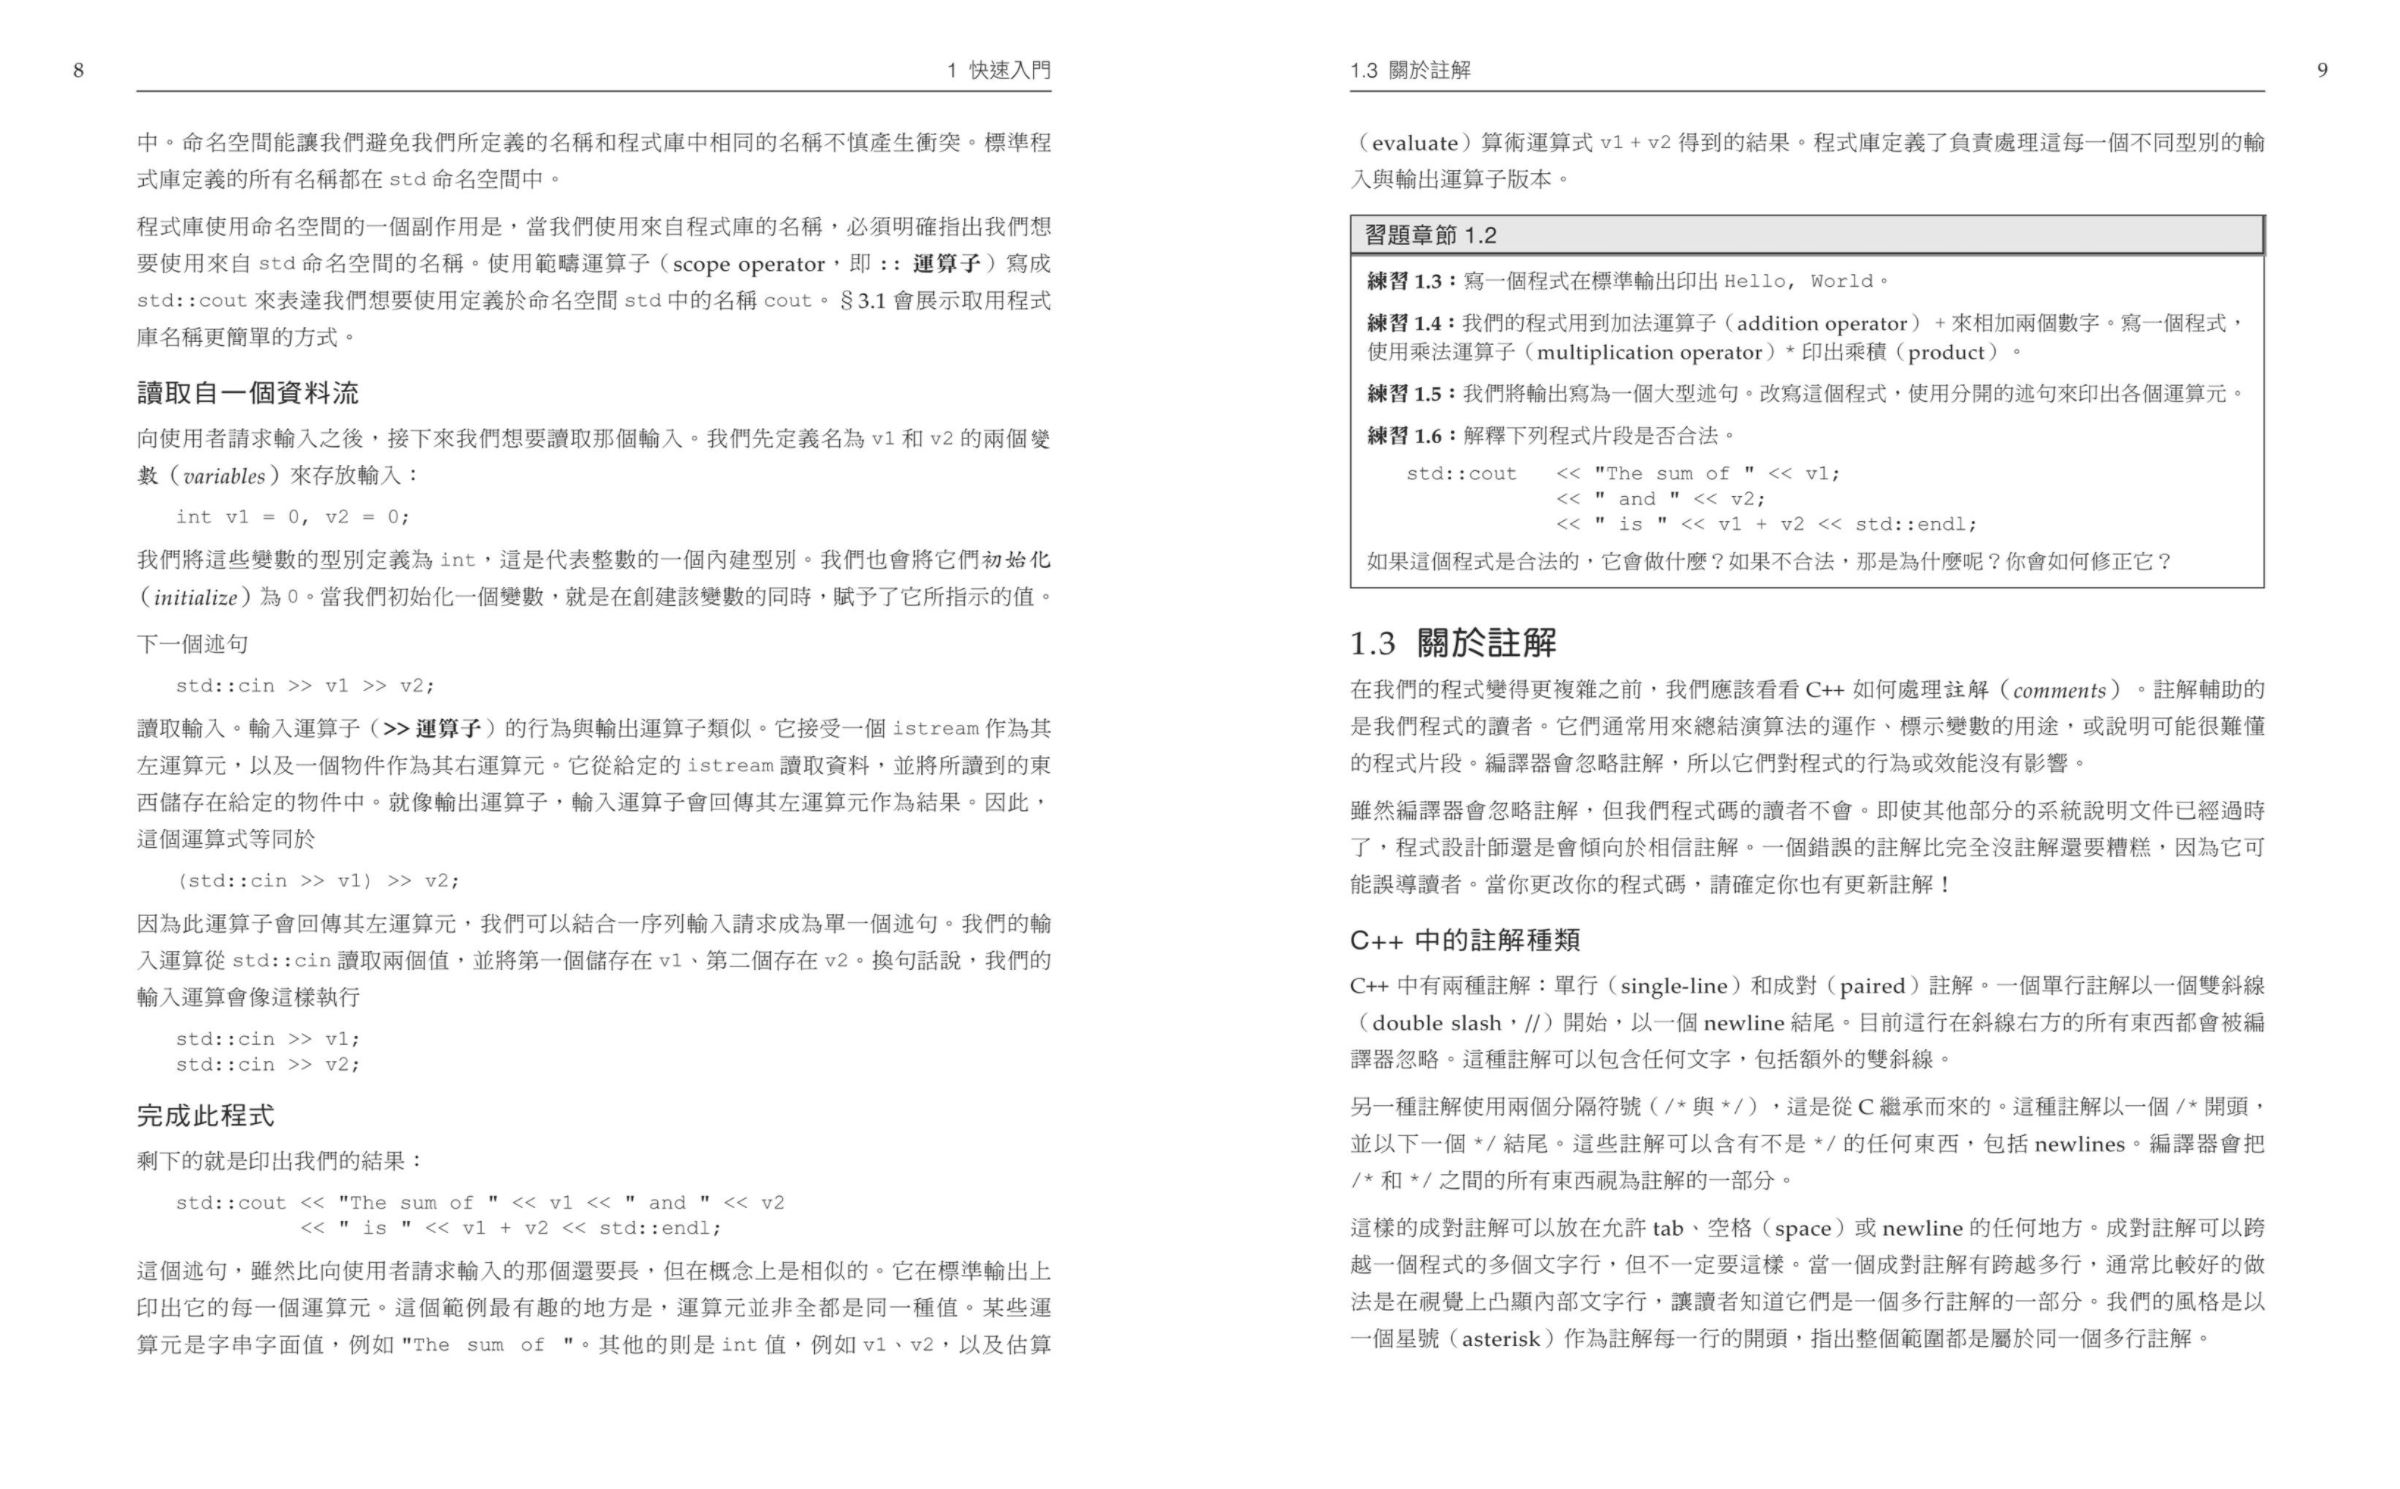 8
1 快速入門
中。命名空間能讓我們避免我們所定義的名稱和程式庫中相同的名稱不慎產生衝突。標準程
式庫定義的所有名稱都在 std 命名空間中。
程式庫使用命名空間的一個副作用是，當我們使用來自程式庫的名稱，必須明確指出我們想
要使用來自 std 命名空間的名稱。使用範疇運算子（scope operator，即 :: 運算子）寫成
std::cout 來表達我們想要使用定義於命名空間 std 中的名稱 cout。§3.1 會展示取用程式
庫名稱更簡單的方式。
讀取自一個資料流
向使用者請求輸入之後，接下來我們想要讀取那個輸入。我們先定義名為 v1 和 v2 的兩個變
數（variables）來存放輸入：
int v1 = 0, v2 = 0;
我們將這些變數的型別定義為 int，這是代表整數的一個內建型別。我們也會將它們初始化
（initialize）為 0。當我們初始化一個變數，就是在創建該變數的同時，賦予了它所指示的值。
下一個述句
std::cin >> v1 >> v2;
讀取輸入。輸入運算子（>> 運算子）的行為與輸出運算子類似。它接受一個 istream 作為其
左運算元，以及一個物件作為其右運算元。它從給定的 istream 讀取資料，並將所讀到的東
西儲存在給定的物件中。就像輸出運算子，輸入運算子會回傳其左運算元作為結果。因此，
這個運算式等同於
(std::cin >> v1) >> v2;
因為此運算子會回傳其左運算元，我們可以結合一序列輸入請求成為單一個述句。我們的輸
入運算從 std::cin 讀取兩個值，並將第一個儲存在 v1、第二個存在 v2。換句話說，我們的
輸入運算會像這樣執行
std::cin >> v1;
std::cin >> v2;
完成此程式
剩下的就是印出我們的結果：
std::cout << "The sum of " << v1 << " and " << v2
<< " is " << v1 + v2 << std::endl;
這個述句，雖然比向使用者請求輸入的那個還要長，但在概念上是相似的。它在標準輸出上
印出它的每一個運算元。這個範例最有趣的地方是，運算元並非全都是同一種值。某些運
算元是字串字面值，例如 "The sum of "。其他的則是 int 值，例如 v1、v2，以及估算
1.3 關於註解
9
（evaluate）算術運算式 v1 + v2 得到的結果。程式庫定義了負責處理這每一個不同型別的輸
入與輸出運算子版本。
習題章節 1.2
練習 1.3：寫一個程式在標準輸出印出 Hello, World。
練習 1.4：我們的程式用到加法運算子（addition operator） + 來相加兩個數字。寫一個程式，
使用乘法運算子（multiplication operator）* 印出乘積（product）。
練習 1.5：我們將輸出寫為一個大型述句。改寫這個程式，使用分開的述句來印出各個運算元。
練習 1.6：解釋下列程式片段是否合法。
std::cout << "The sum of " << v1;
<< " and " << v2;
<< " is " << v1 + v2 << std::endl;
如果這個程式是合法的，它會做什麼？如果不合法，那是為什麼呢？你會如何修正它？
1.3 關於註解
在我們的程式變得更複雜之前，我們應該看看 C++ 如何處理註解（comments）。註解輔助的
是我們程式的讀者。它們通常用來總結演算法的運作、標示變數的用途，或說明可能很難懂
的程式片段。編譯器會忽略註解，所以它們對程式的行為或效能沒有影響。
雖然編譯器會忽略註解，但我們程式碼的讀者不會。即使其他部分的系統說明文件已經過時
了，程式設計師還是會傾向於相信註解。一個錯誤的註解比完全沒註解還要糟糕，因為它可
能誤導讀者。當你更改你的程式碼，請確定你也有更新註解！
C++ 中的註解種類
C++ 中有兩種註解：單行（single-line）和成對（paired）註解。一個單行註解以一個雙斜線
（double slash，//）開始，以一個 newline 結尾。目前這行在斜線右方的所有東西都會被編
譯器忽略。這種註解可以包含任何文字，包括額外的雙斜線。
另一種註解使用兩個分隔符號（/* 與 */），這是從 C 繼承而來的。這種註解以一個 /* 開頭，
並以下一個 */ 結尾。這些註解可以含有不是 */ 的任何東西，包括 newlines。編譯器會把
/* 和 */ 之間的所有東西視為註解的一部分。
這樣的成對註解可以放在允許 tab、空格（space）或 newline 的任何地方。成對註解可以跨
越一個程式的多個文字行，但不一定要這樣。當一個成對註解有跨越多行，通常比較好的做
法是在視覺上凸顯內部文字行，讓讀者知道它們是一個多行註解的一部分。我們的風格是以
一個星號（asterisk）作為註解每一行的開頭，指出整個範圍都是屬於同一個多行註解。